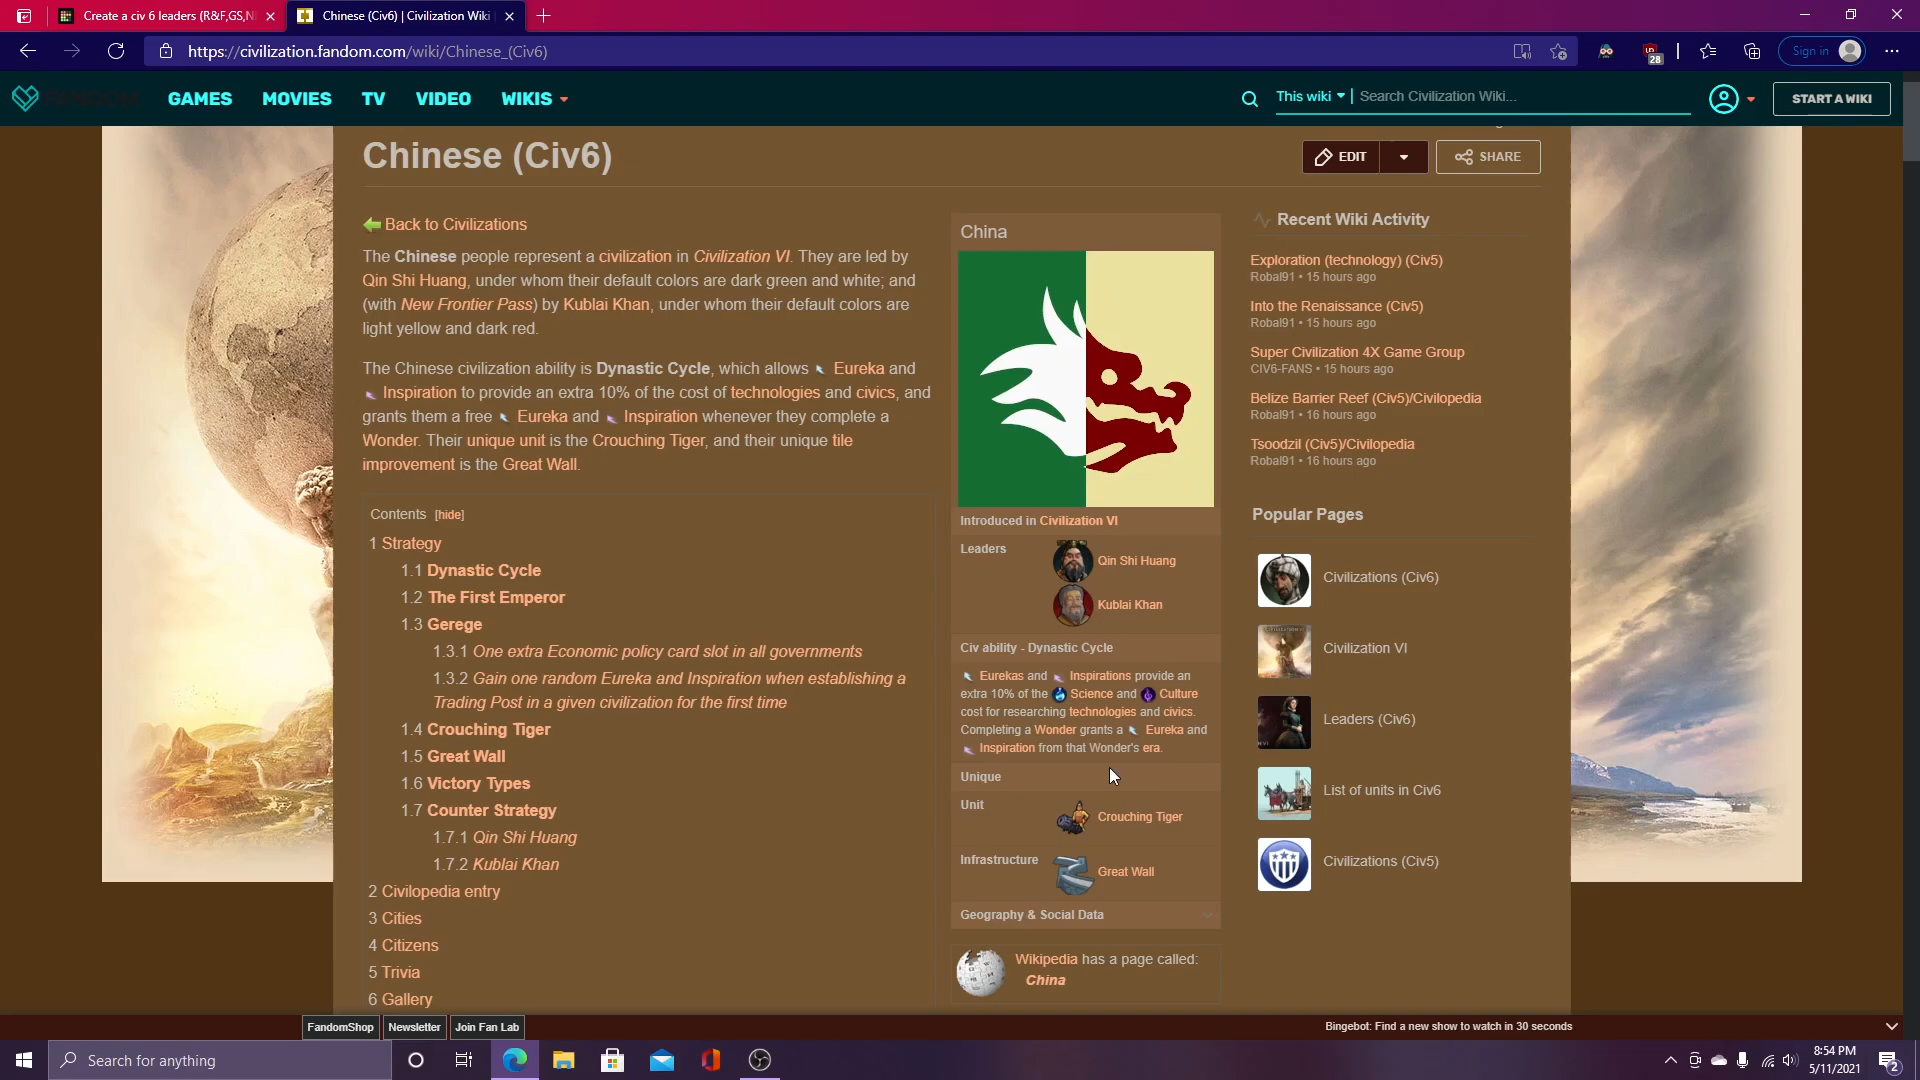 Create a civ 6 leaders (R&F,GS,N
Chinese (Civ6) | Civilization Wiki
https://civilization.fandom.com/wiki/Chinese_(Civ6)
28
Sign in
GAMES
MOVIES
TV
VIDEO
WIKIS
This wiki
Search Civilization Wiki...
START A WIKI
Chinese (Civ6)
EDIT
SHARE
Back to Civilizations
The Chinese people represent a civilization in Civilization VI. They are led by
Qin Shi Huang, under whom their default colors are dark green and white; and
(with New Frontier Pass) by Kublai Khan, under whom their default colors are
light yellow and dark red.
The Chinese civilization ability is Dynastic Cycle, which allows Eureka and
Inspiration to provide an extra 10% of the cost of technologies and civics, and
grants them a free Eureka and Inspiration whenever they complete a
Wonder. Their unique unit is the Crouching Tiger, and their unique tile
improvement is the Great Wall.
Contents [hide]
1 Strategy
1.1 Dynastic Cycle
1.2 The First Emperor
1.3 Gerege
1.3.1 One extra Economic policy card slot in all governments
1.3.2 Gain one random Eureka and Inspiration when establishing a
Trading Post in a given civilization for the first time
1.4 Crouching Tiger
1.5 Great Wall
1.6 Victory Types
1.7 Counter Strategy
1.7.1 Qin Shi Huang
1.7.2 Kublai Khan
2 Civilopedia entry
3 Cities
4 Citizens
5 Trivia
6 Gallery
China
Introduced in Civilization VI
Leaders
Qin Shi Huang
Kublai Khan
Civ ability - Dynastic Cycle
Eurekas and Inspirations provide an
extra 10% of the Science and Culture
cost for researching technologies and civics.
Completing a Wonder grants a Eureka and
Inspiration from that Wonder's era.
Unique
Unit
Crouching Tiger
Infrastructure
Great Wall
Geography & Social Data
Wikipedia has a page called:
China
Recent Wiki Activity
Exploration (technology) (Civ5)
Robal91 • 15 hours ago
Into the Renaissance (Civ5)
Robal91 • 15 hours ago
Super Civilization 4X Game Group
CIV6-FANS • 15 hours ago
Belize Barrier Reef (Civ5)/Civilopedia
Robal91 • 16 hours ago
Tsoodzil (Civ5)/Civilopedia
Robal91 • 16 hours ago
Popular Pages
Civilizations (Civ6)
Civilization VI
Leaders (Civ6)
List of units in Civ6
Civilizations (Civ5)
FandomShop
Newsletter
Join Fan Lab
Bingebot: Find a new show to watch in 30 seconds
Search for anything
8:54 PM
5/11/2021
2